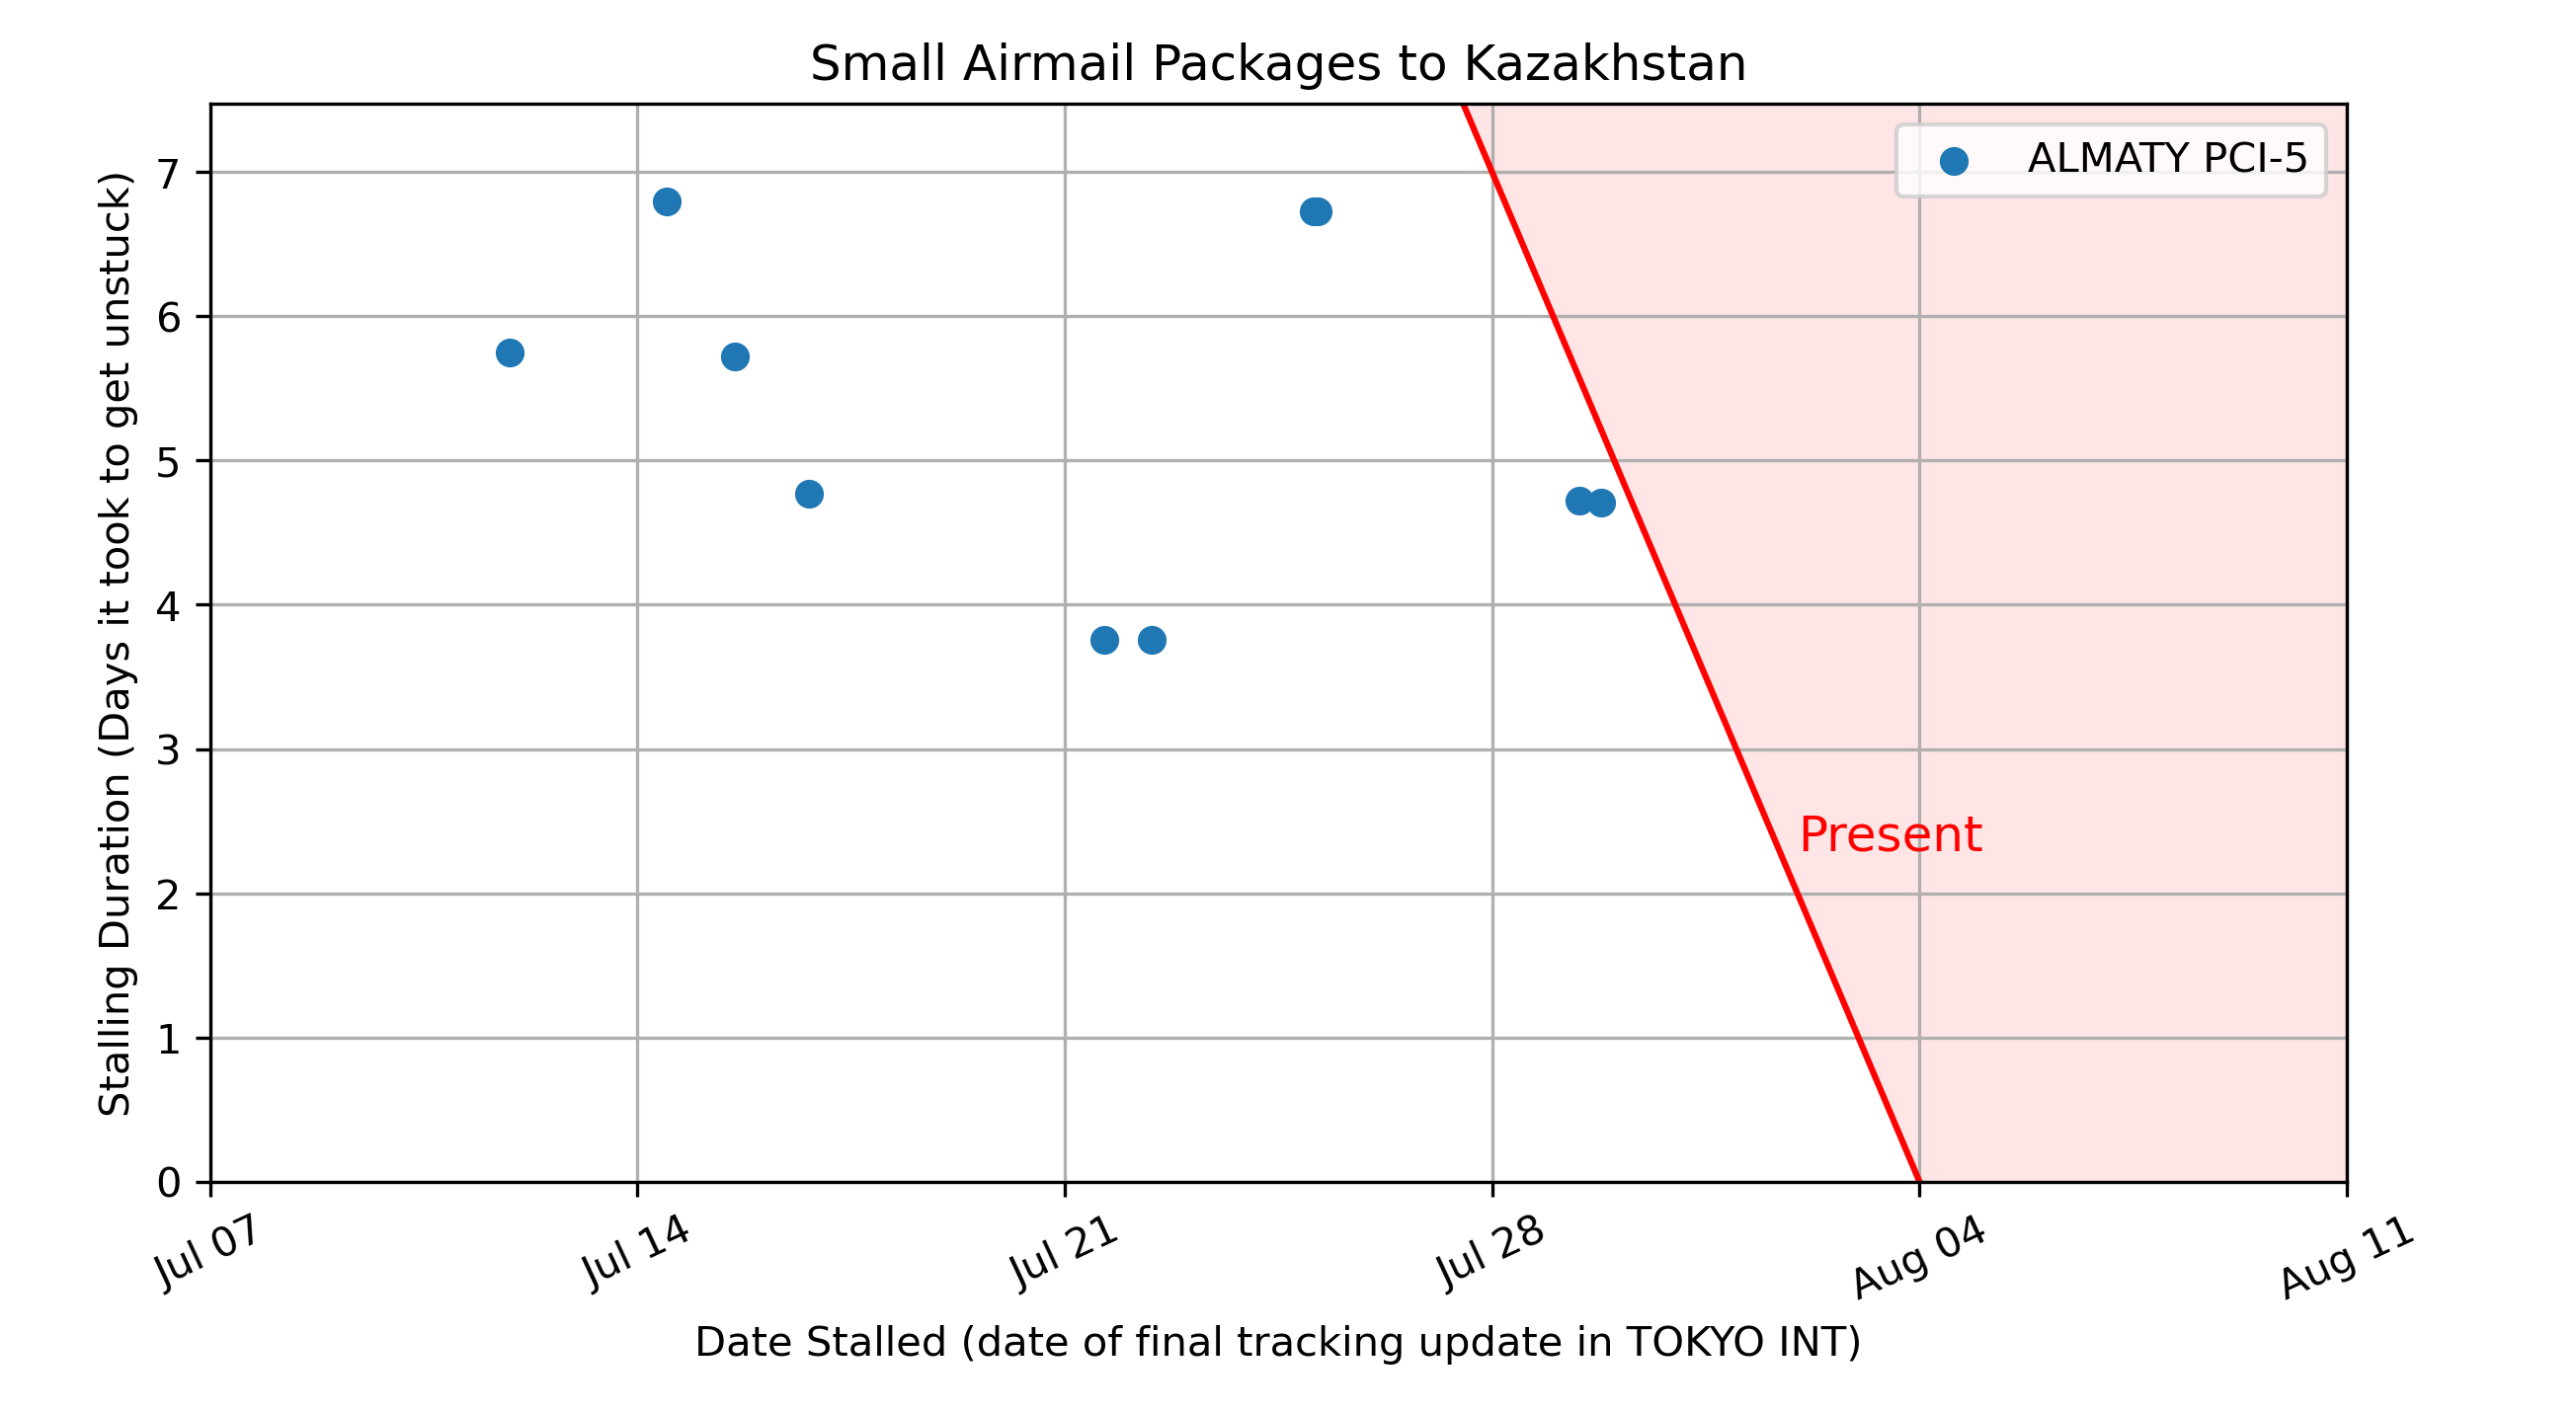 Small Airmail Packages to Kazakhstan
ALMATY PCI-5
Stalling Duration (Days it took to get unstuck)
7
6
5
4
3
2
1
0
Present
Jul 07
Jul 14
Jul 21
Jul 28
Aug 04
Aug 11
Date Stalled (date of final tracking update in TOKYO INT)